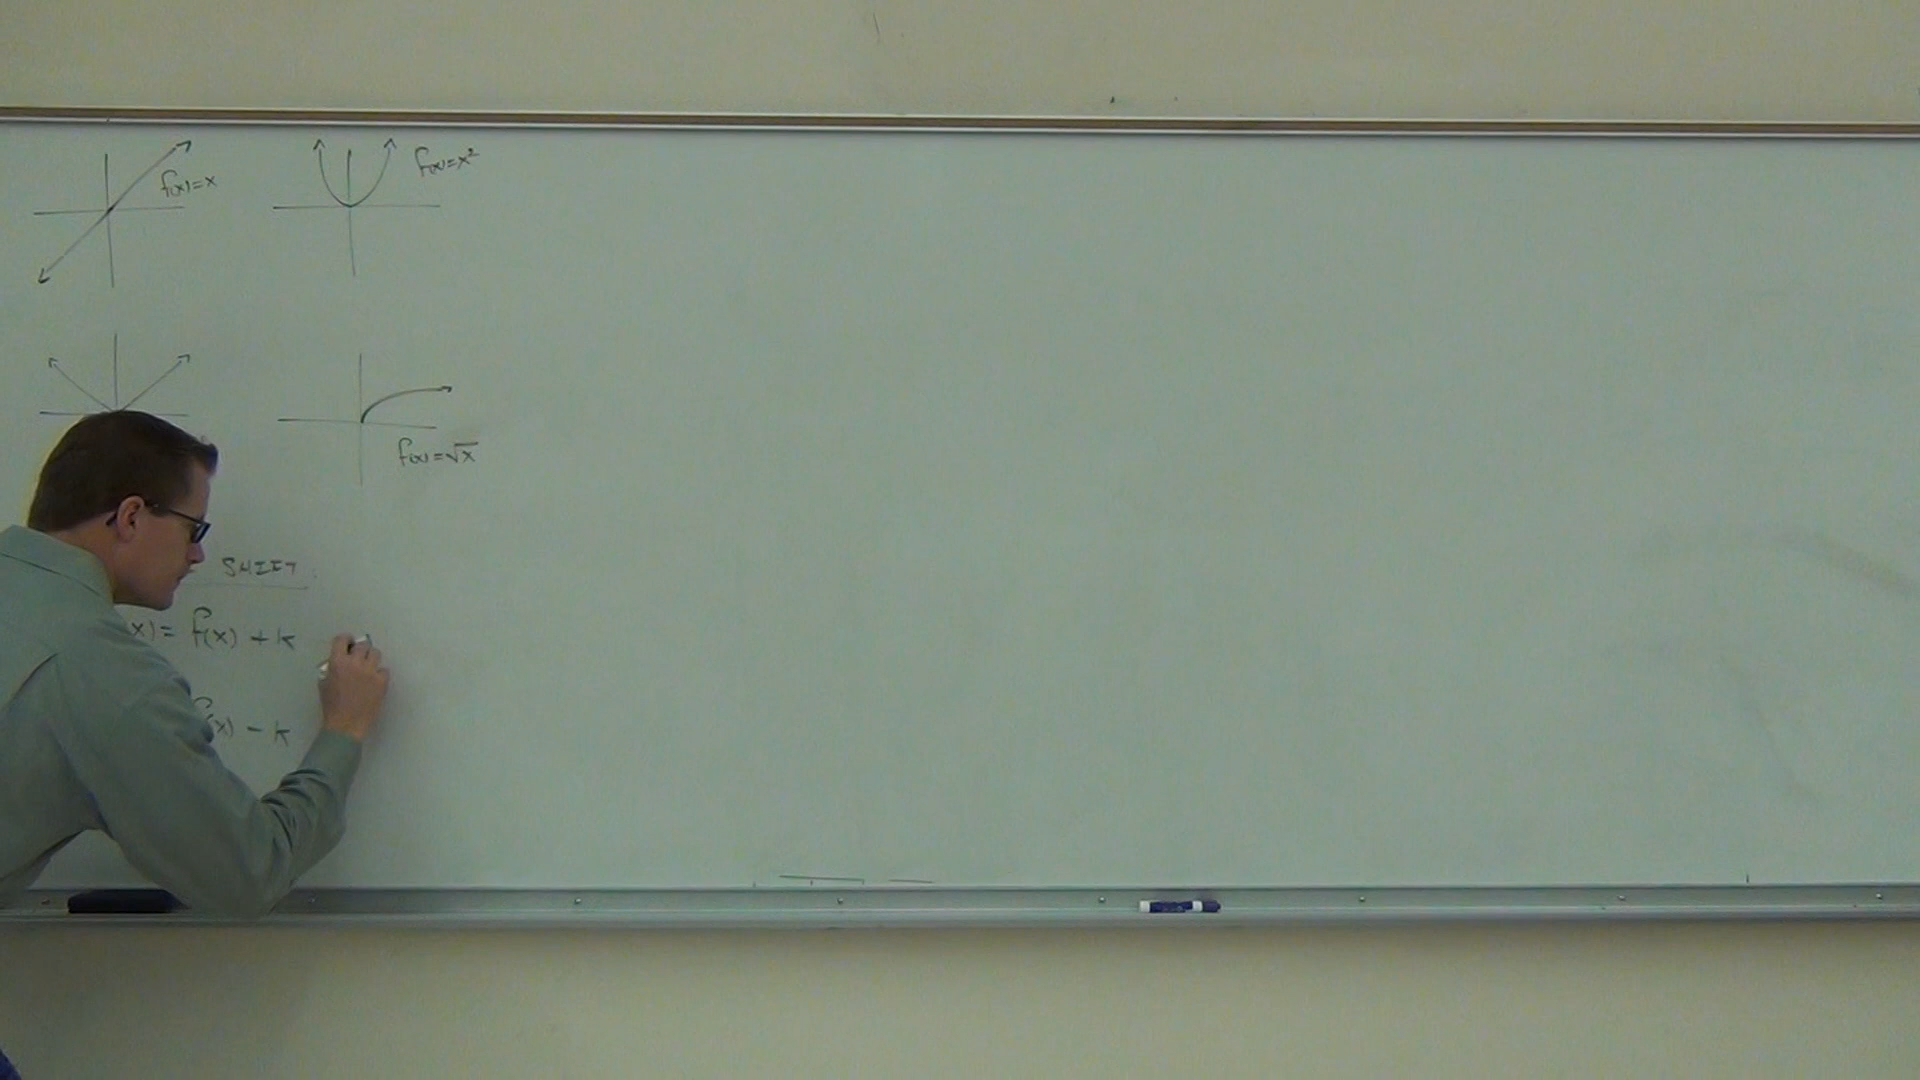 f(x)=x
f(x)=x²
f(x)=√x
SHIFT
x)= f(x) + k
f(x) - k